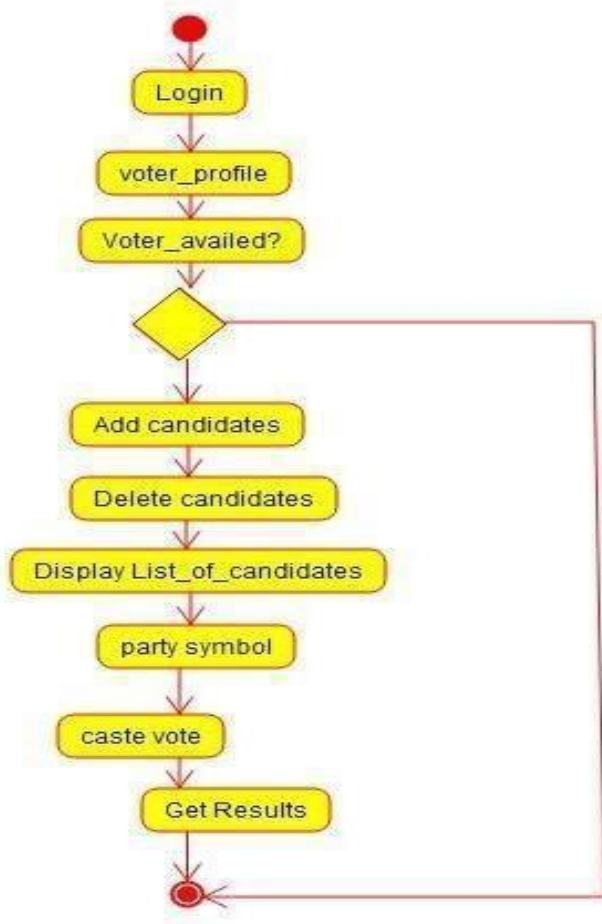 Login
voter_profile
Voter_availed?
Add candidates
Delete candidates
Display List_of_candidates
party symbol
caste vote
Get Results